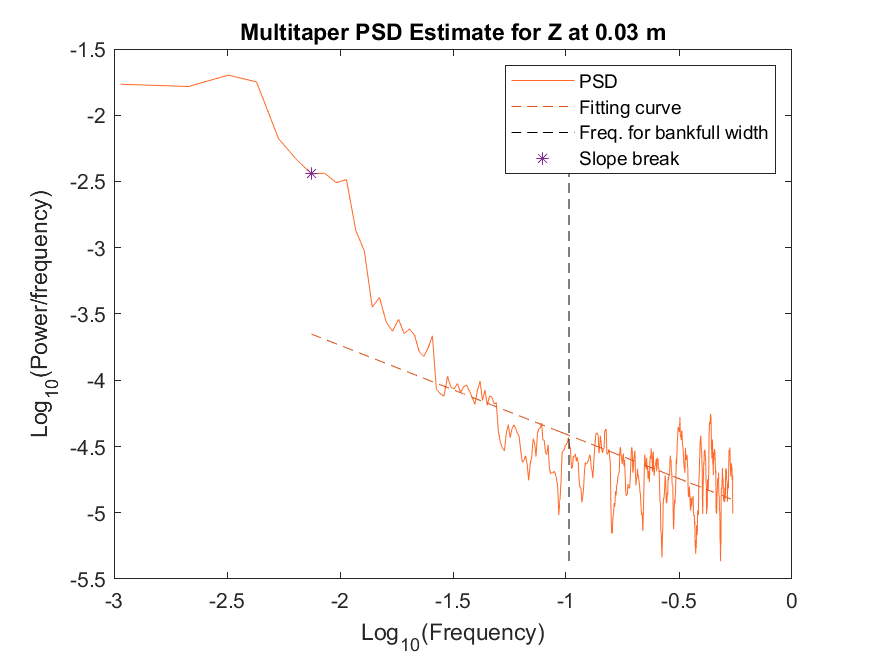 Multitaper PSD Estimate for Z at 0.03 m
PSD
Fitting curve
Freq. for bankfull width
Slope break
-1.5
-2
-2.5
-3
-3.5
-4
-4.5
-5
-5.5
Log10(Power/frequency)
-3
-2.5
-2
-1.5
-1
-0.5
0
Log10(Frequency)